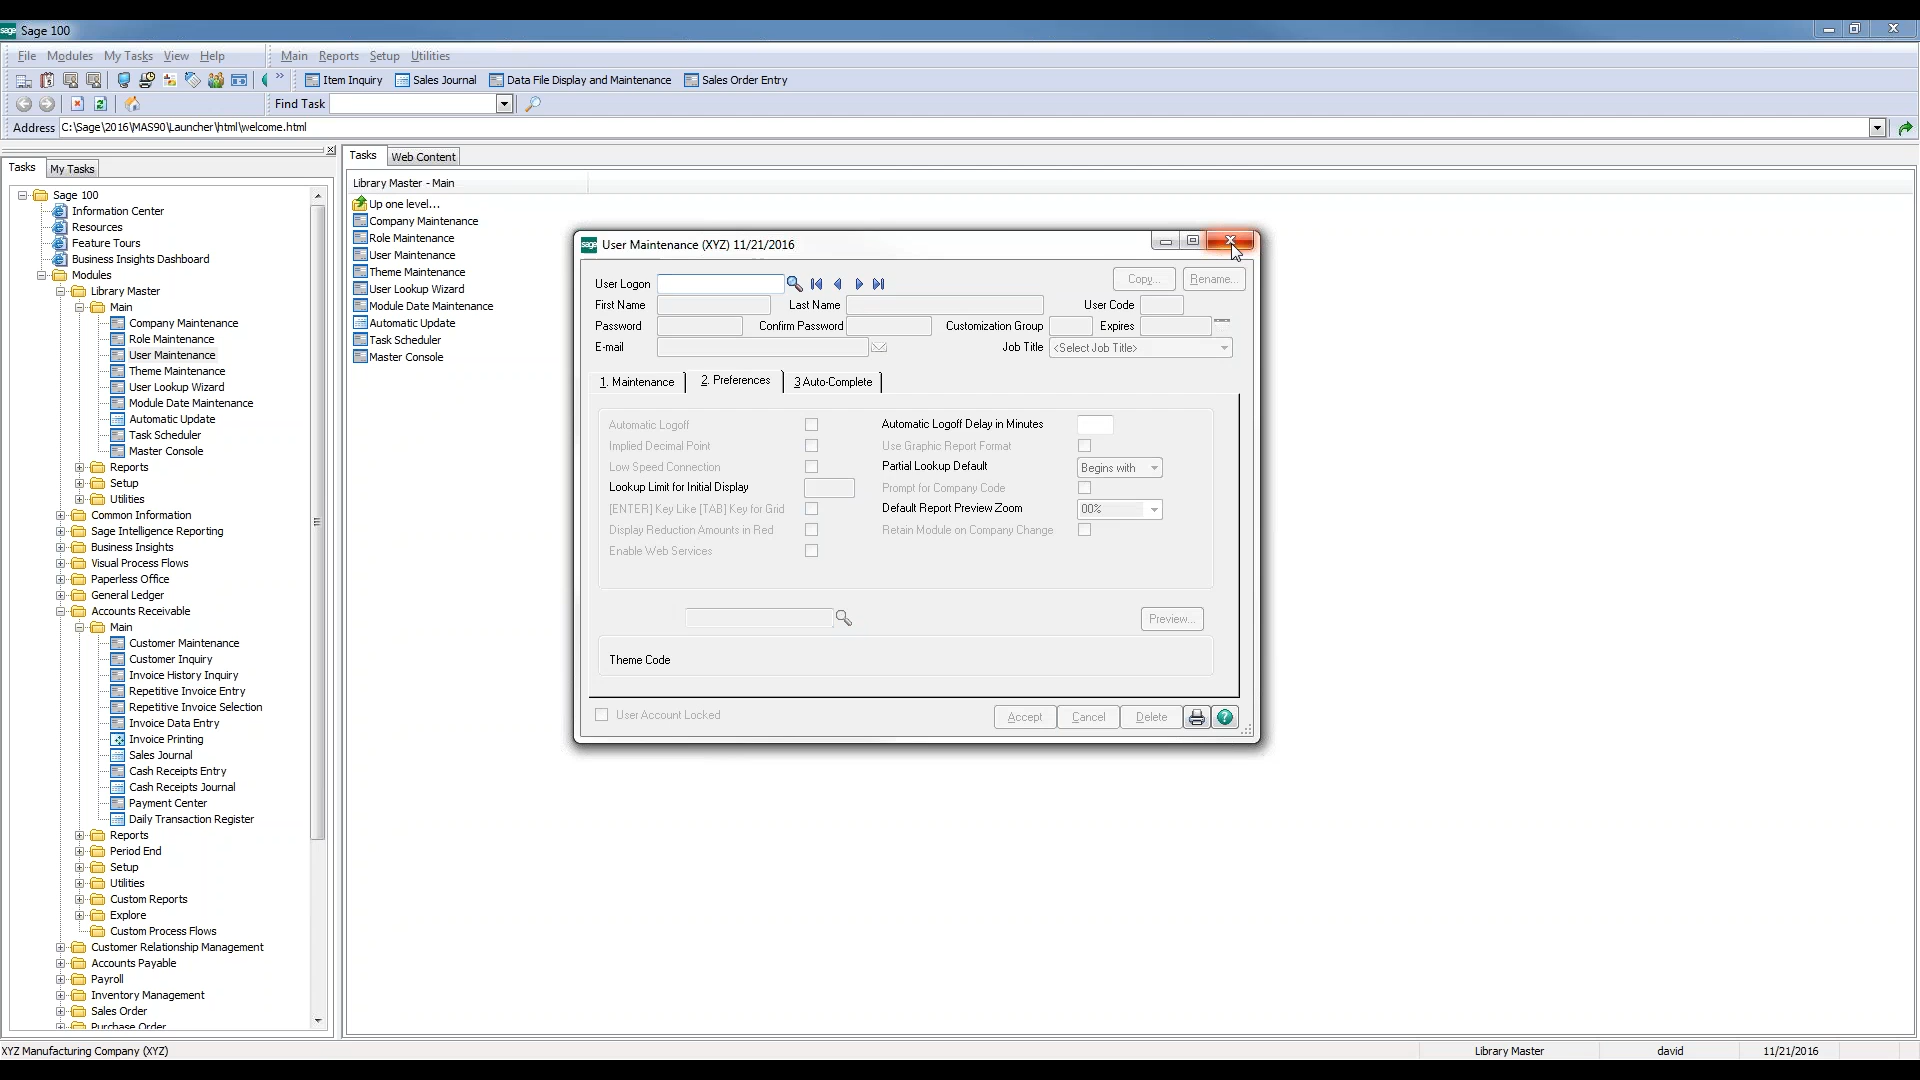 sage Sage 100
File Modules My Tasks View Help Main Reports Setup Utilities
» Item Inquiry Sales Journal Data File Display and Maintenance Sales Order Entry
Find Task
Address C:\Sage\2016\MAS90\Launcher\html\welcome.html
Tasks My Tasks
Sage 100
Information Center
Resources
Feature Tours
Business Insights Dashboard
Modules
Library Master
Main
Company Maintenance
Role Maintenance
User Maintenance
Theme Maintenance
User Lookup Wizard
Module Date Maintenance
Automatic Update
Task Scheduler
Master Console
Reports
Setup
Utilities
Common Information
Sage Intelligence Reporting
Business Insights
Visual Process Flows
Paperless Office
General Ledger
Accounts Receivable
Main
Customer Maintenance
Customer Inquiry
Invoice History Inquiry
Repetitive Invoice Entry
Repetitive Invoice Selection
Invoice Data Entry
Invoice Printing
Sales Journal
Cash Receipts Entry
Cash Receipts Journal
Payment Center
Daily Transaction Register
Reports
Period End
Setup
Utilities
Custom Reports
Explore
Custom Process Flows
Customer Relationship Management
Accounts Payable
Payroll
Inventory Management
Sales Order
Purchase Order
Tasks Web Content
Library Master - Main
Up one level...
Company Maintenance
Role Maintenance
User Maintenance
Theme Maintenance
User Lookup Wizard
Module Date Maintenance
Automatic Update
Task Scheduler
Master Console
sage User Maintenance (XYZ) 11/21/2016
User Logon Copy... Rename...
First Name Last Name User Code
Password Confirm Password Customization Group Expires
E-mail Job Title <Select Job Title>
1. Maintenance 2. Preferences 3 Auto-Complete
Automatic Logoff Automatic Logoff Delay in Minutes
Implied Decimal Point Use Graphic Report Format
Low Speed Connection Partial Lookup Default Begins with
Lookup Limit for Initial Display Prompt for Company Code
[ENTER] Key Like [TAB] Key for Grid Default Report Preview Zoom 00%
Display Reduction Amounts in Red Retain Module on Company Change
Enable Web Services
Preview...
Theme Code
User Account Locked Accept Cancel Delete ?
XYZ Manufacturing Company (XYZ) Library Master david 11/21/2016